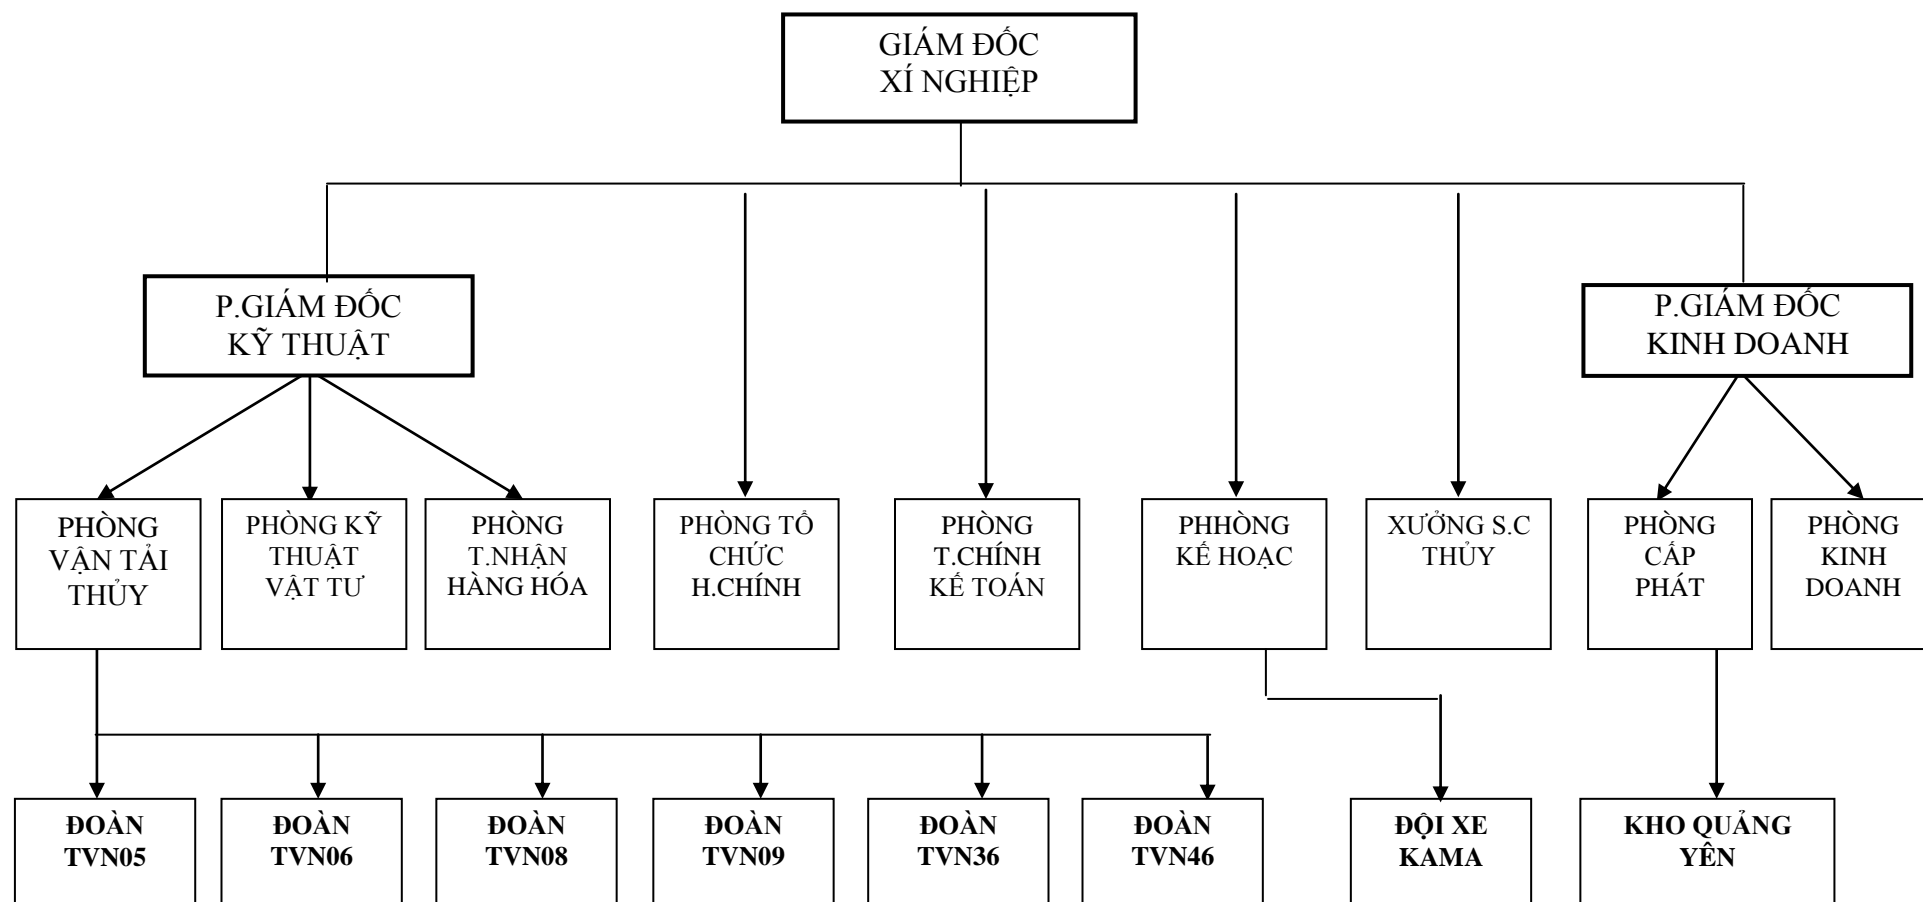 GIÁM ĐỐC
XÍ NGHIỆP
P.GIÁM ĐỐC
KỸ THUẬT
P.GIÁM ĐỐC
KINH DOANH
PHÒNG
VẬN TẢI
THỦY
PHÒNG KỸ
THUẬT
VẬT TƯ
PHÒNG
T.NHẬN
HÀNG HÓA
PHÒNG TỔ
CHỨC
H.CHÍNH
PHÒNG
T.CHÍNH
KẾ TOÁN
PHHÒNG
KẾ HOẠC
XƯỞNG S.C
THỦY
PHÒNG
CẤP
PHÁT
PHÒNG
KINH
DOANH
ĐOÀN
TVN05
ĐOÀN
TVN06
ĐOÀN
TVN08
ĐOÀN
TVN09
ĐOÀN
TVN36
ĐOÀN
TVN46
ĐỘI XE
KAMA
KHO QUẢNG
YÊN